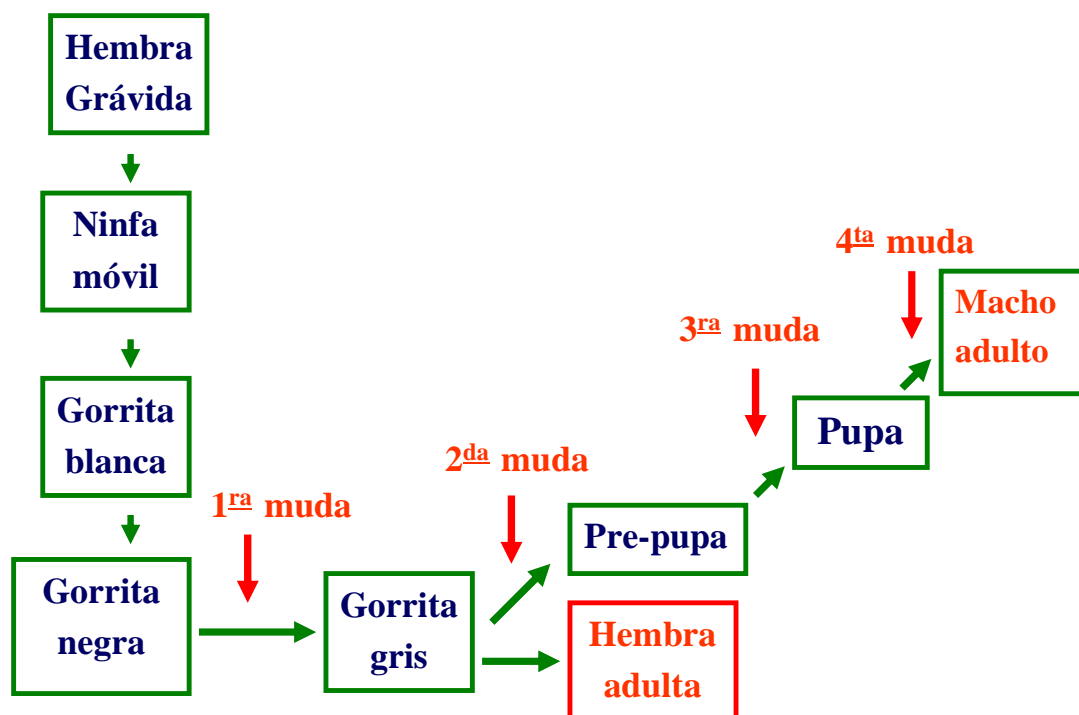 Hembra
Grávida
Ninfa
móvil
Gorrita
blanca
Gorrita
negra
1ra muda
Gorrita
gris
2da muda
Pre-pupa
Hembra
adulta
3ra muda
Pupa
4ta muda
Macho
adulto